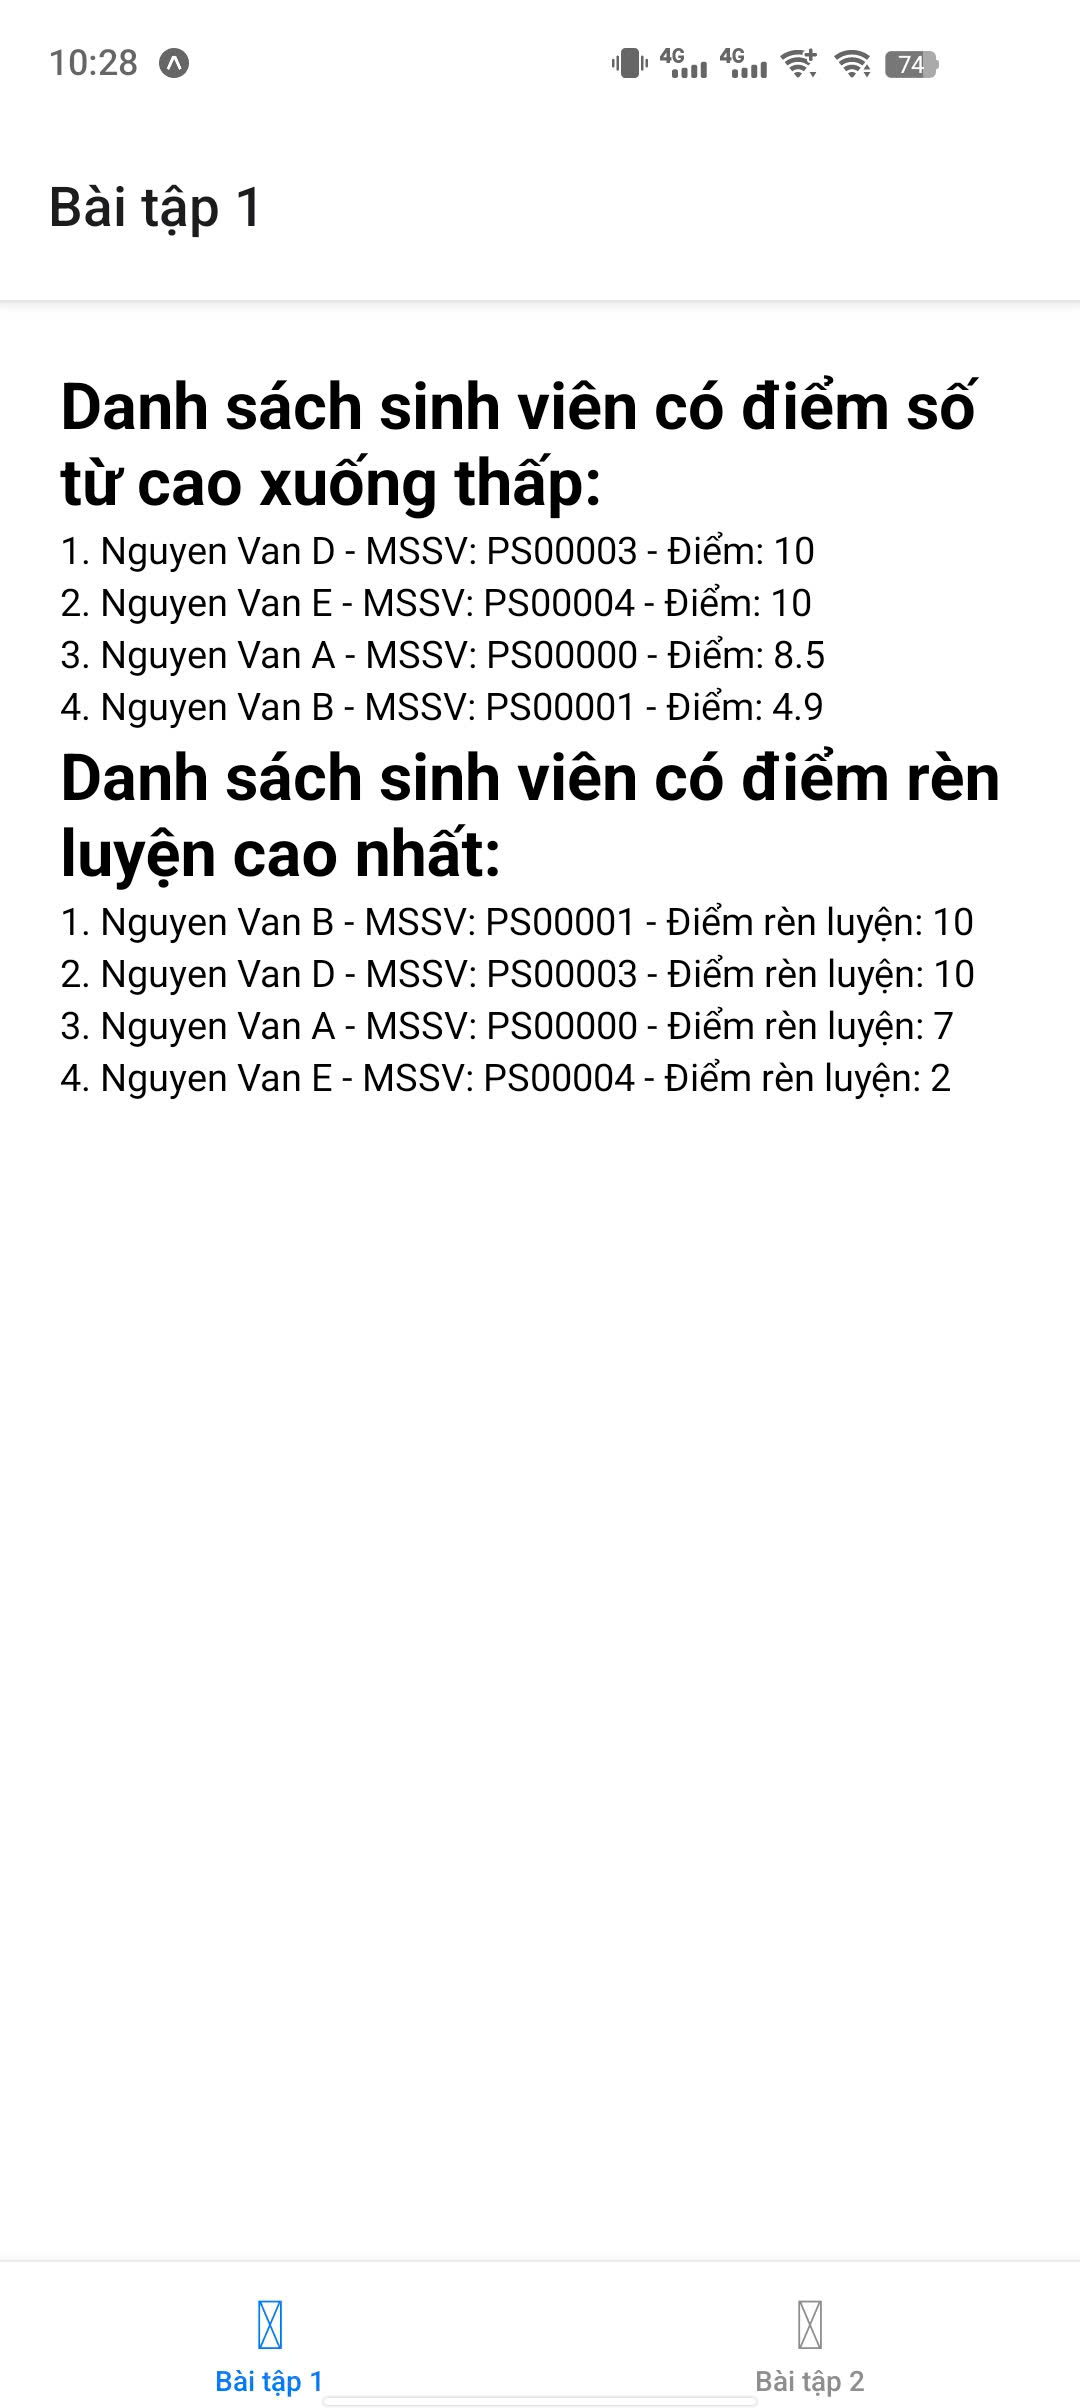 10:28
4G 4G 74
Bài tập 1
Danh sách sinh viên có điểm số
từ cao xuống thấp:
1. Nguyen Van D - MSSV: PS00003 - Điểm: 10
2. Nguyen Van E - MSSV: PS00004 - Điểm: 10
3. Nguyen Van A - MSSV: PS00000 - Điểm: 8.5
4. Nguyen Van B - MSSV: PS00001 - Điểm: 4.9
Danh sách sinh viên có điểm rèn
luyện cao nhất:
1. Nguyen Van B - MSSV: PS00001 - Điểm rèn luyện: 10
2. Nguyen Van D - MSSV: PS00003 - Điểm rèn luyện: 10
3. Nguyen Van A - MSSV: PS00000 - Điểm rèn luyện: 7
4. Nguyen Van E - MSSV: PS00004 - Điểm rèn luyện: 2
Bài tập 1
Bài tập 2